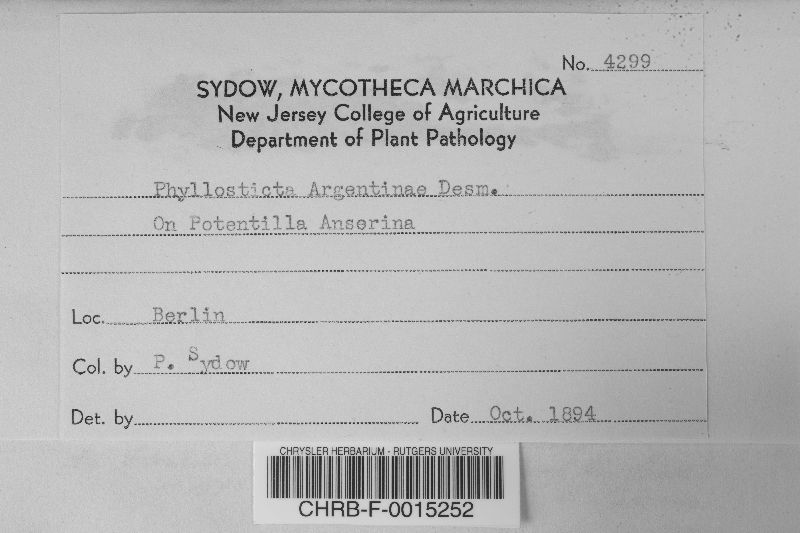 No. 4299
SYDOW, MYCOTHECA MARCHICA
New Jersey College of Agriculture
Department of Plant Pathology
Phyllosticta Argentinae Desm.
On Potentilla Anserina
Loc. Berlin
Col. by P. Sydow
Det. by Date Oct. 1894
CHRYSLER HERBARIUM - RUTGERS UNIVERSITY
CHRB-F-0015252